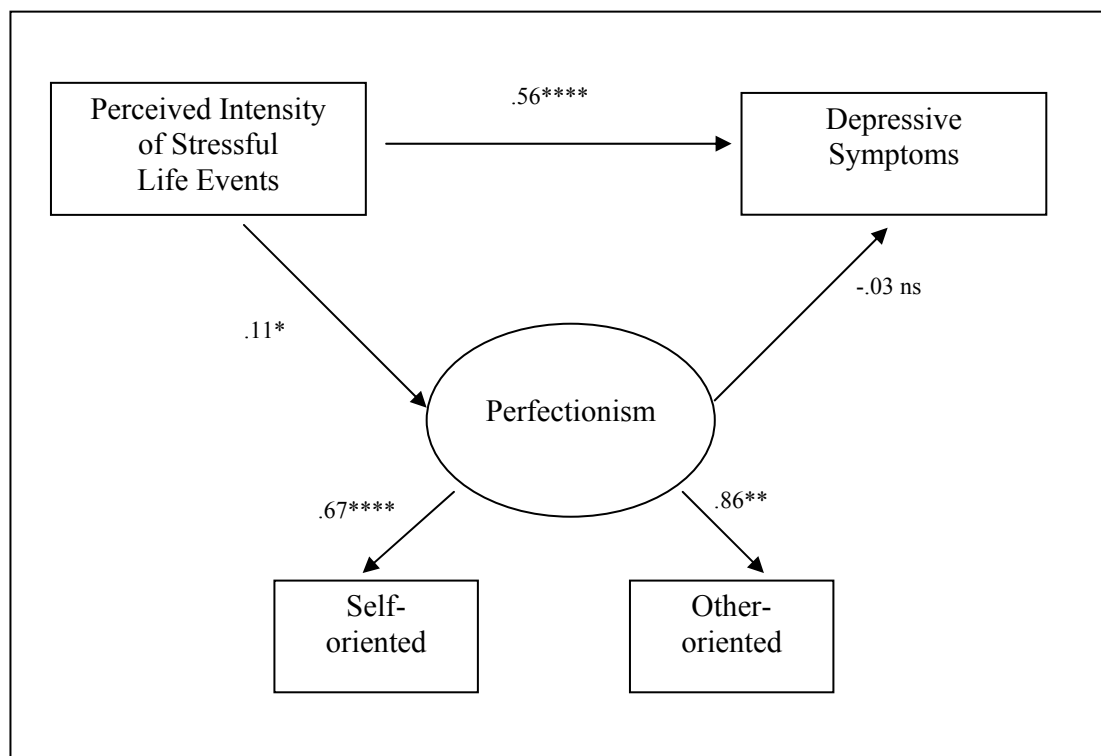 Perceived Intensity
of Stressful
Life Events
.56****
Depressive
Symptoms
.11*
-.03 ns
Perfectionism
.67****
.86**
Self-
oriented
Other-
oriented